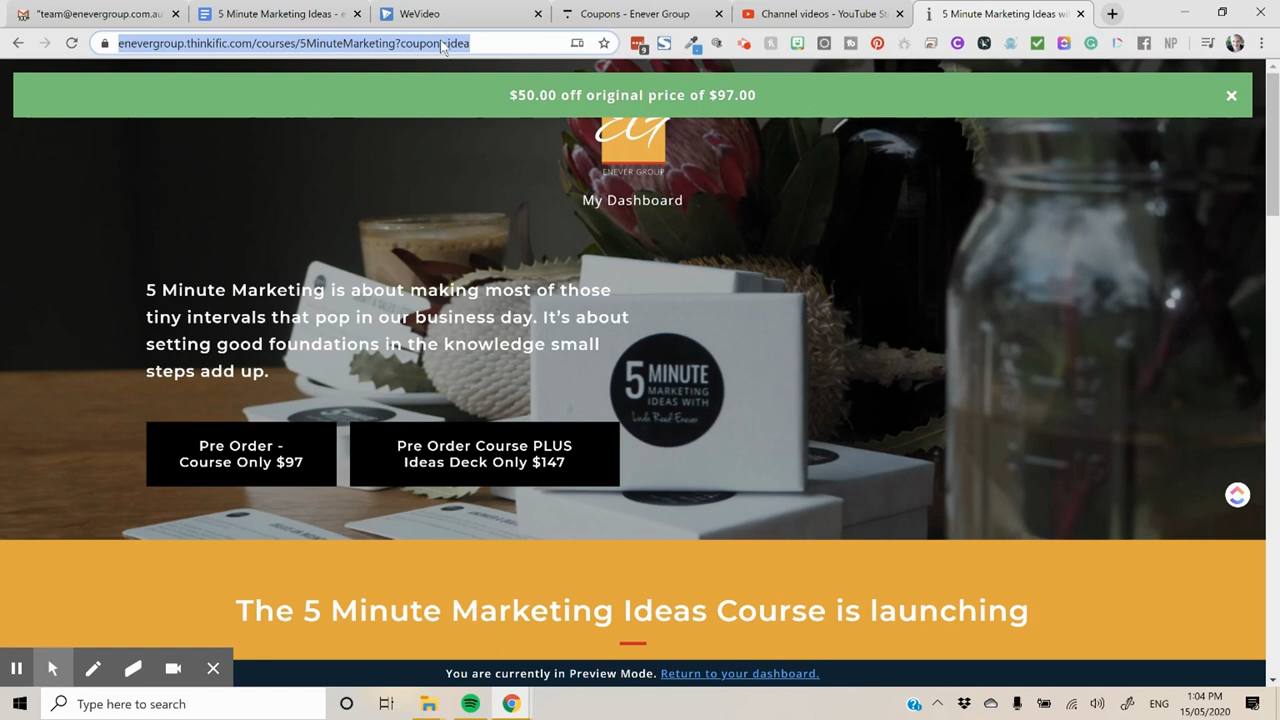 "team@enevergroup.com.au
5 Minute Marketing Ideas - e
WeVideo
Coupons - Enever Group
Channel videos - YouTube St
5 Minute Marketing Ideas wi
enevergroup.thinkific.com/courses/5MinuteMarketing?coupon=idea
9
NP
$50.00 off original price of $97.00
ENEVER GROUP
My Dashboard
5 Minute Marketing is about making most of those
tiny intervals that pop in our business day. It's about
setting good foundations in the knowledge small
steps add up.
5 MINUTE
MARKETING
IDEAS WITH
Linda Reed-Enever
Pre Order -
Course Only $97
Pre Order Course PLUS
Ideas Deck Only $147
The 5 Minute Marketing Ideas Course is launching
You are currently in Preview Mode. Return to your dashboard.
Type here to search
ENG
1:04 PM
15/05/2020